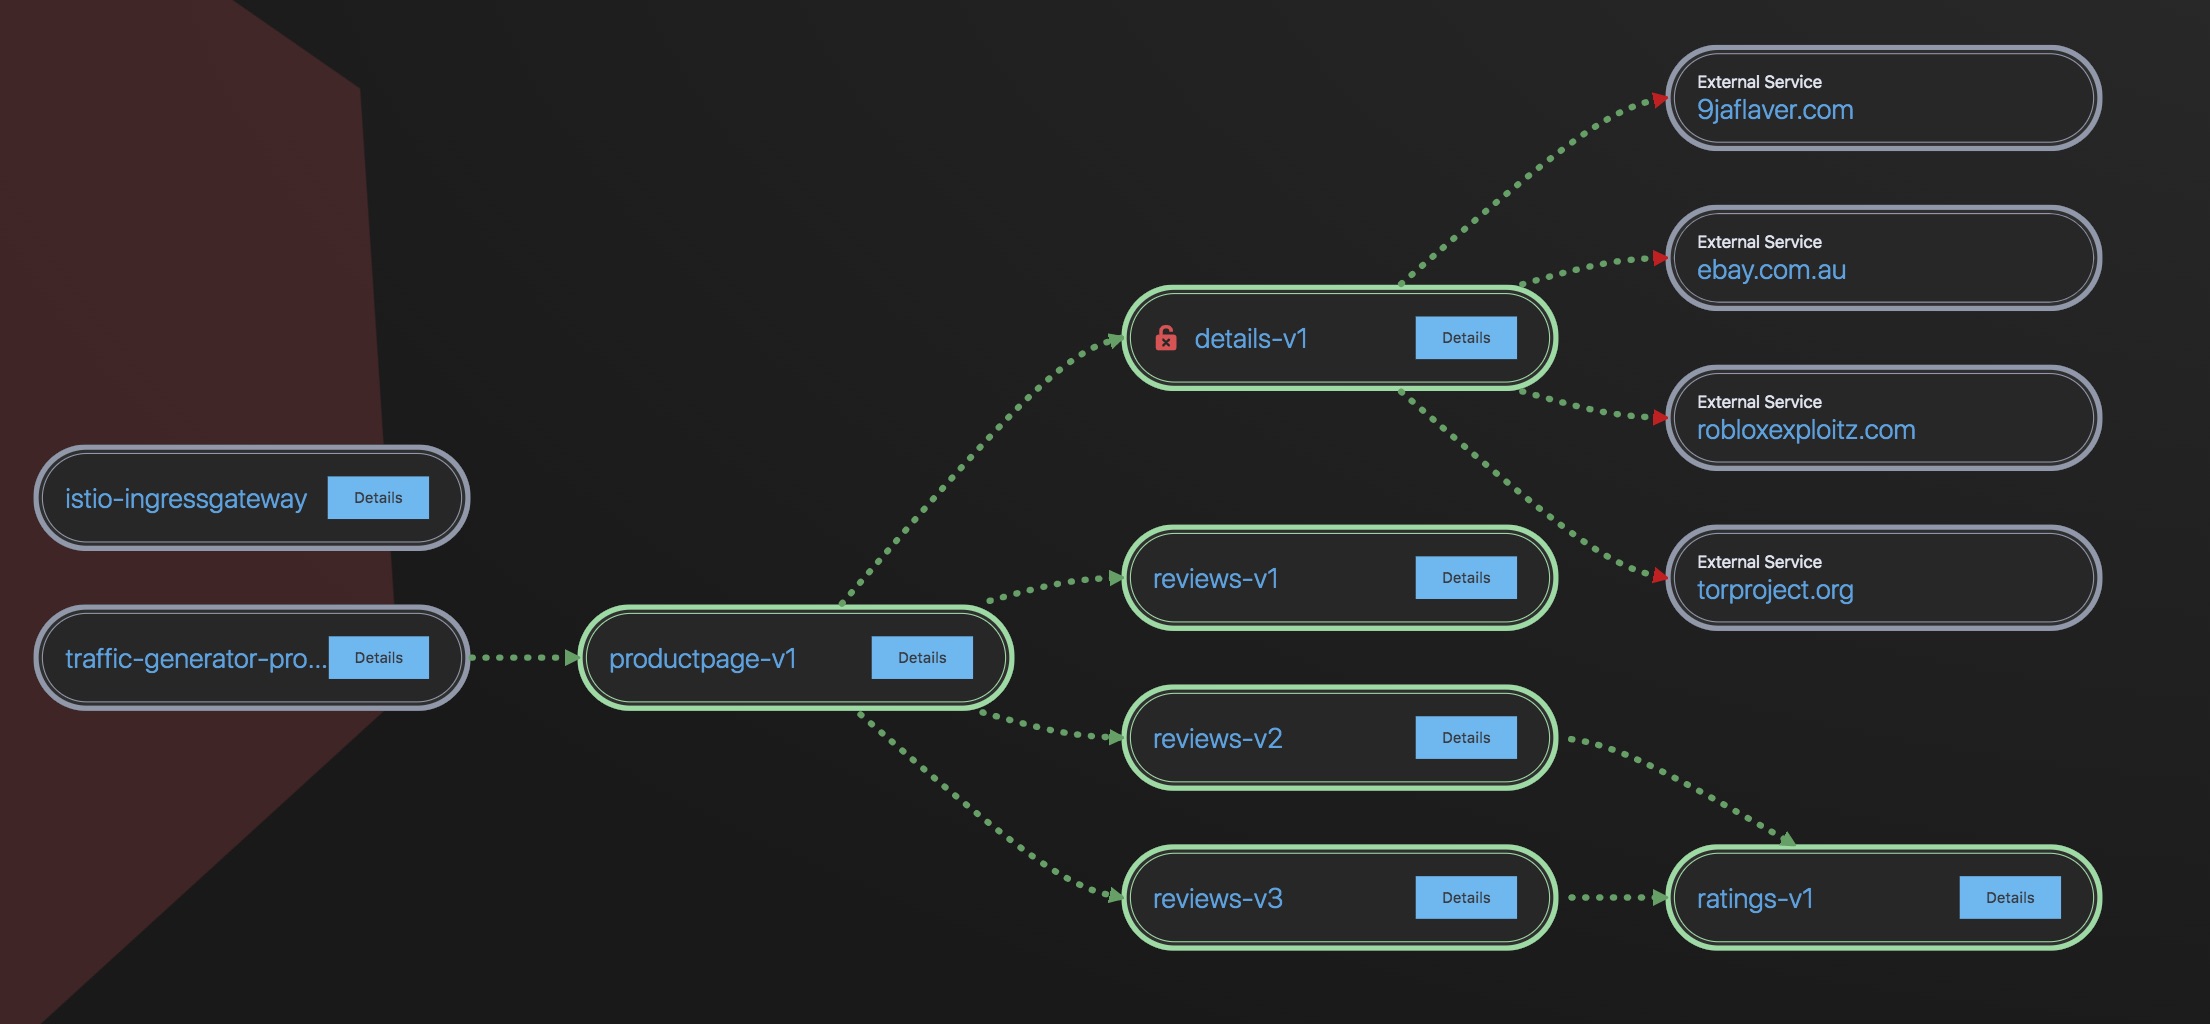 External Service
9jaflaver.com
External Service
ebay.com.au
details-v1
Details
External Service
robloxexploitz.com
istio-ingressgateway
Details
External Service
torproject.org
reviews-v1
Details
traffic-generator-pro...
Details
productpage-v1
Details
reviews-v2
Details
reviews-v3
Details
ratings-v1
Details